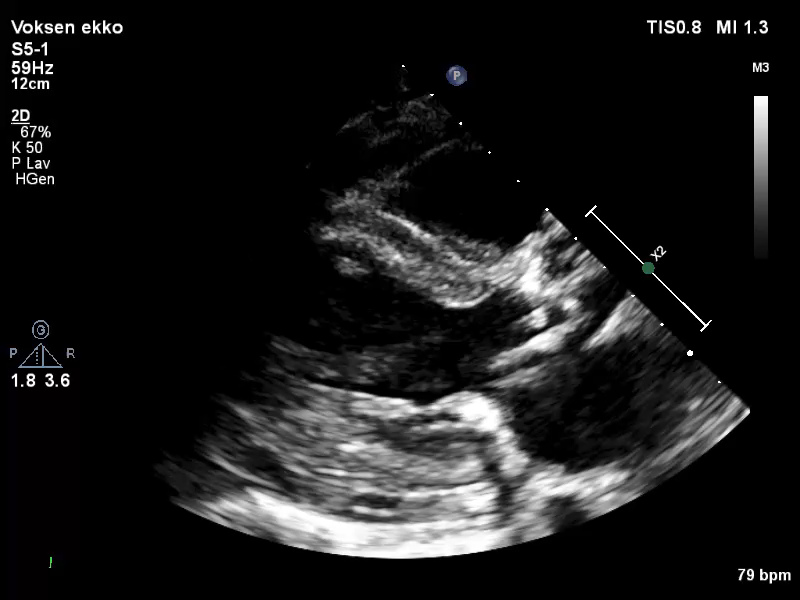 Voksen ekko
S5-1
59Hz
12cm
2D
67%
K 50
P Lav
HGen
TIS0.8 MI 1.3
M3
P
X2
G
P R
1.8 3.6
79 bpm